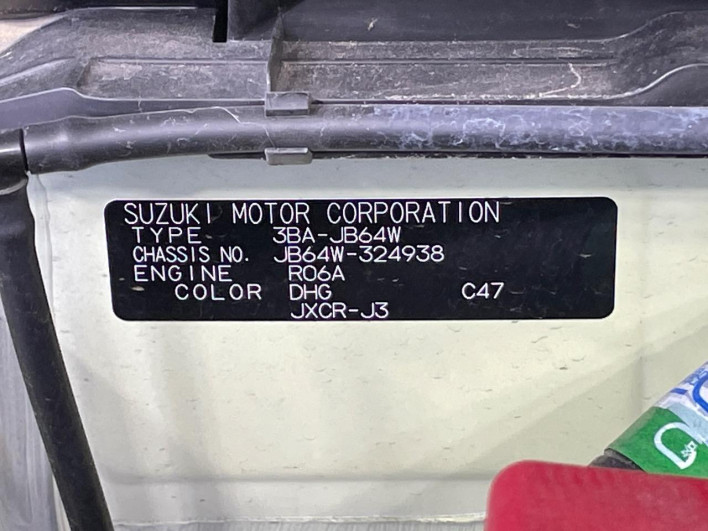 SUZUKI MOTOR CORPORATION
TYPE 3BA-JB64W
CHASSIS NO. JB64W-324938
ENGINE R06A
COLOR DHG C47
JXCR-J3